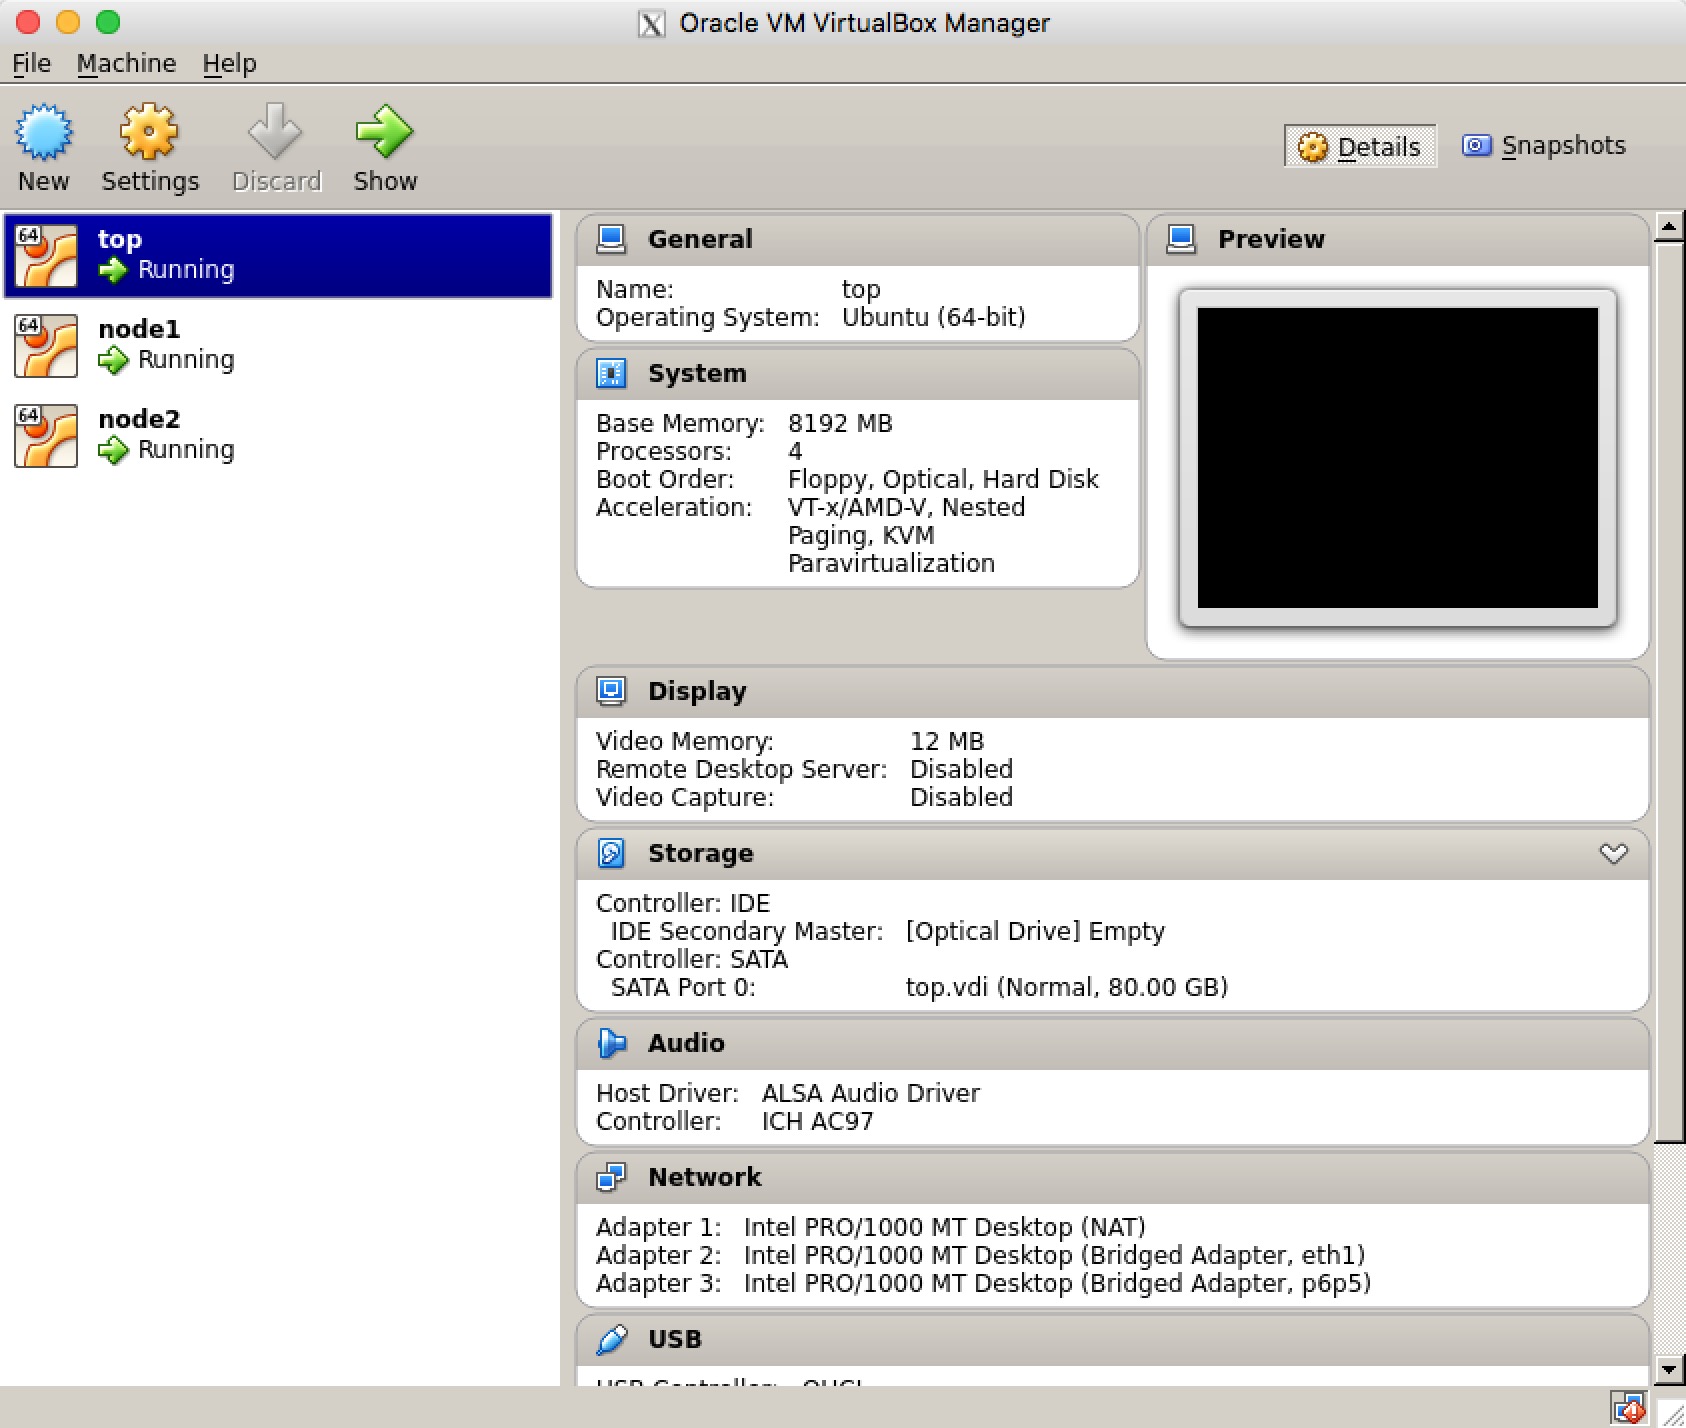 Oracle VM VirtualBox Manager
File Machine Help
New Settings Discard Show
Details Snapshots
64
top
Running
64
node1
Running
64
node2
Running
General
Name: top
Operating System: Ubuntu (64-bit)
System
Base Memory: 8192 MB
Processors: 4
Boot Order: Floppy, Optical, Hard Disk
Acceleration: VT-x/AMD-V, Nested
Paging, KVM
Paravirtualization
Preview
Display
Video Memory: 12 MB
Remote Desktop Server: Disabled
Video Capture: Disabled
Storage
Controller: IDE
IDE Secondary Master: [Optical Drive] Empty
Controller: SATA
SATA Port 0: top.vdi (Normal, 80.00 GB)
Audio
Host Driver: ALSA Audio Driver
Controller: ICH AC97
Network
Adapter 1: Intel PRO/1000 MT Desktop (NAT)
Adapter 2: Intel PRO/1000 MT Desktop (Bridged Adapter, eth1)
Adapter 3: Intel PRO/1000 MT Desktop (Bridged Adapter, p6p5)
USB